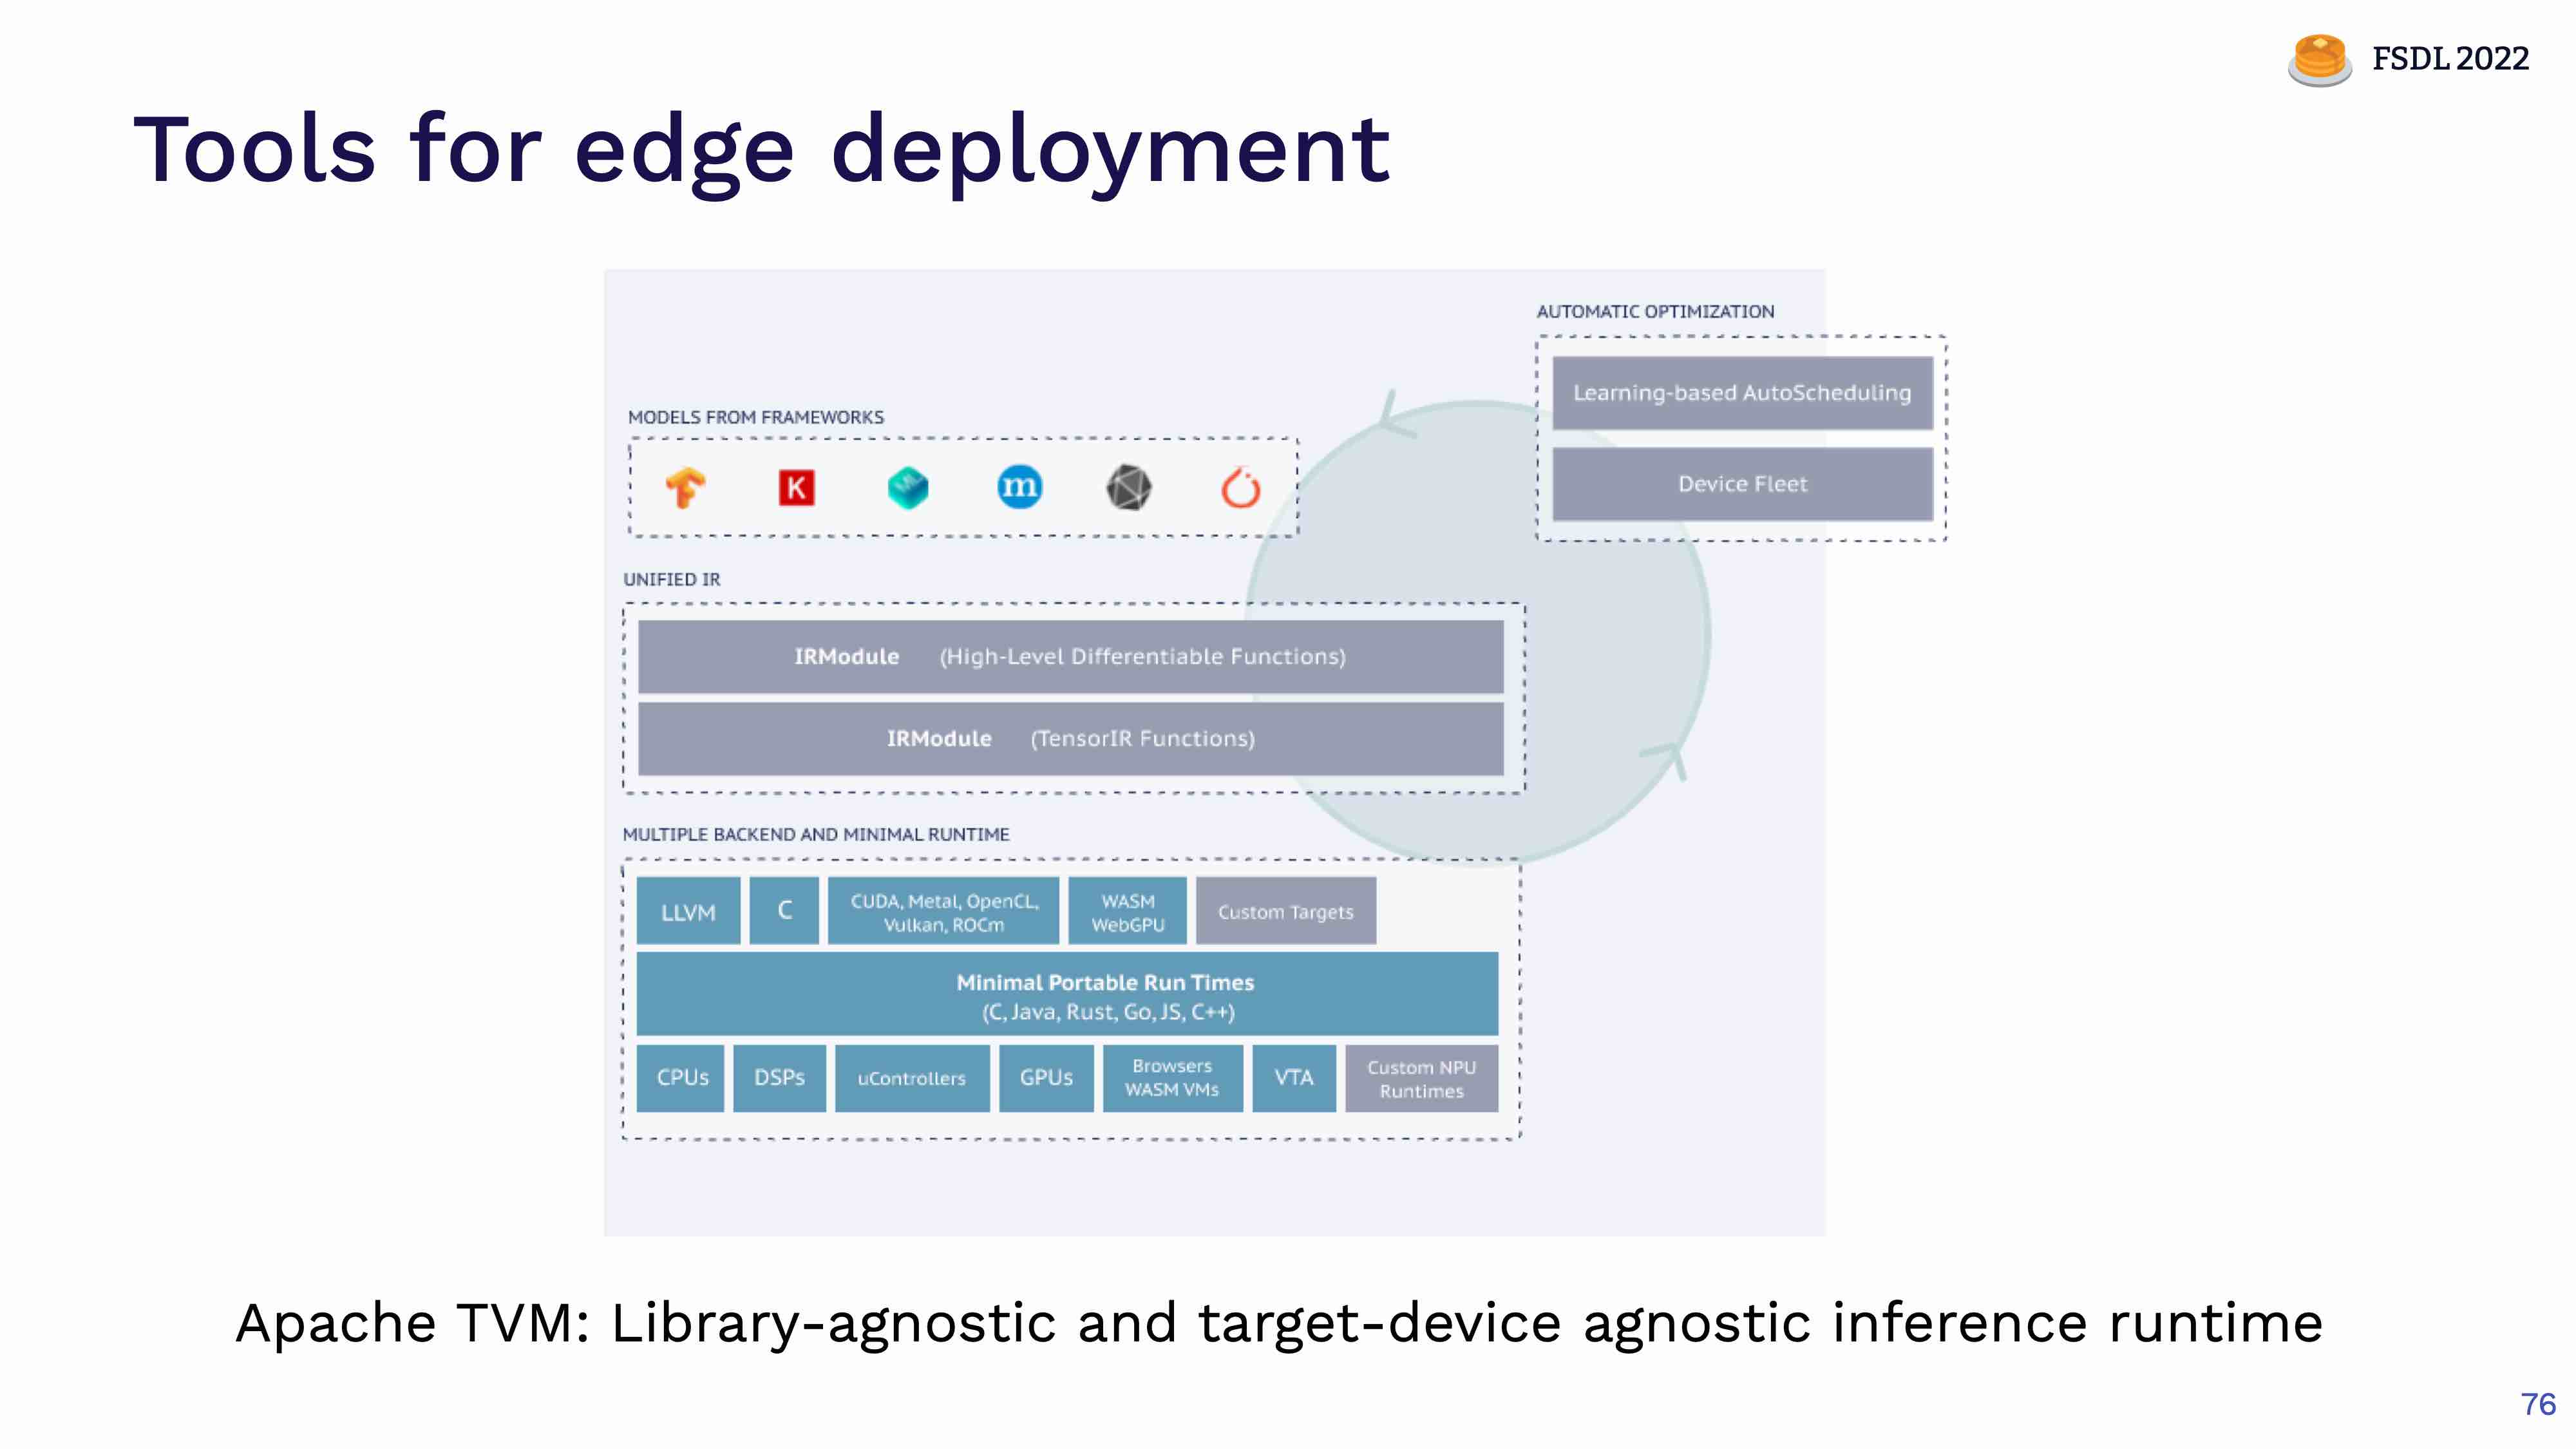 FSDL 2022
Tools for edge deployment
AUTOMATIC OPTIMIZATION
Learning-based AutoScheduling
Device Fleet
MODELS FROM FRAMEWORKS
K
ML
m
UNIFIED IR
IRModule (High-Level Differentiable Functions)
IRModule (TensorIR Functions)
MULTIPLE BACKEND AND MINIMAL RUNTIME
LLVM
C
CUDA, Metal, OpenCL,
Vulkan, ROCm
WASM
WebGPU
Custom Targets
Minimal Portable Run Times
(C, Java, Rust, Go, JS, C++)
CPUs
DSPs
uControllers
GPUs
Browsers
WASM VMs
VTA
Custom NPU
Runtimes
Apache TVM: Library-agnostic and target-device agnostic inference runtime
76